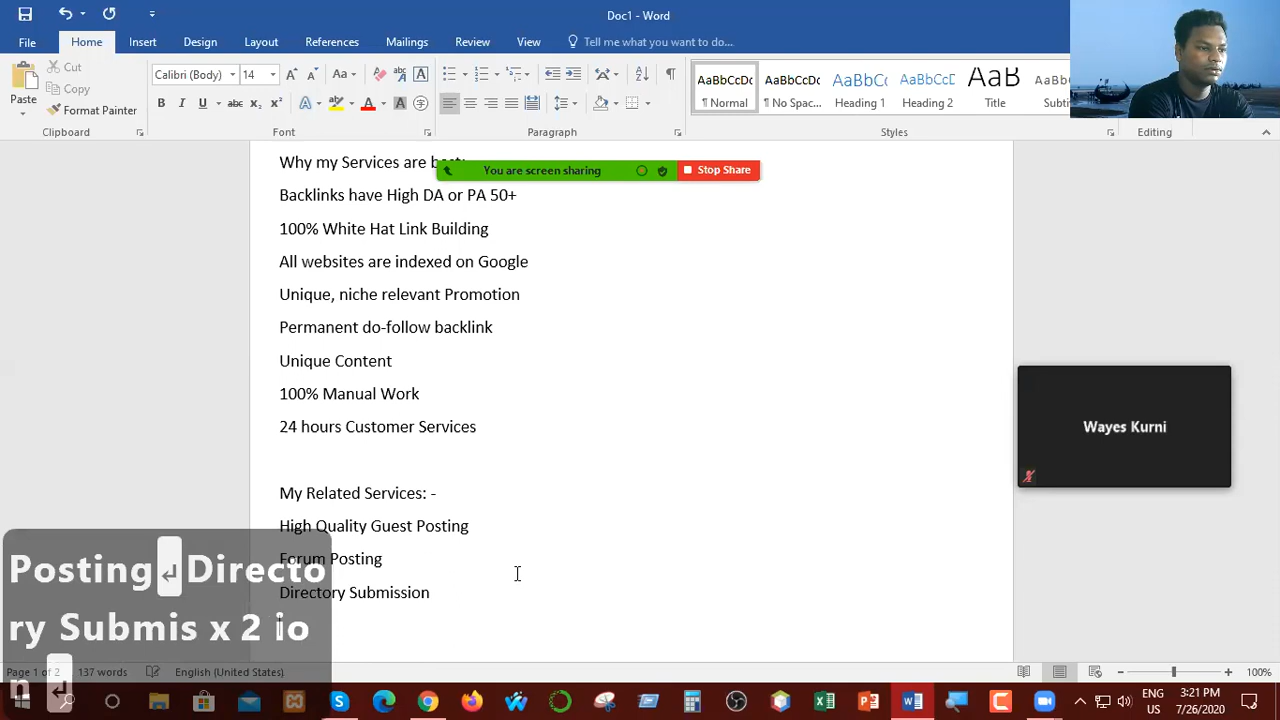 Doc1 - Word
File Home Insert Design Layout References Mailings Review View Tell me what you want to do...
Paste
Cut
Copy
Format Painter
Calibri (Body) 14
AaBbCcDc AaBbCcDc AaBbCc AaBbCcD AaB
¶ Normal ¶ No Spac... Heading 1 Heading 2 Title
Clipboard Font Paragraph Styles Editing
You are screen sharing Stop Share
Why my Services are
Backlinks have High DA or PA 50+
100% White Hat Link Building
All websites are indexed on Google
Unique, niche relevant Promotion
Permanent do-follow backlink
Unique Content
100% Manual Work
24 hours Customer Services
My Related Services: -
High Quality Guest Posting
Forum Posting
Directory Submission
Wayes Kurni
Posting ↵ Directo
ry Submis x 2 io
n ↵
Page 1 of 2 137 words English (United States) 100%
ENG
US
3:21 PM
7/26/2020